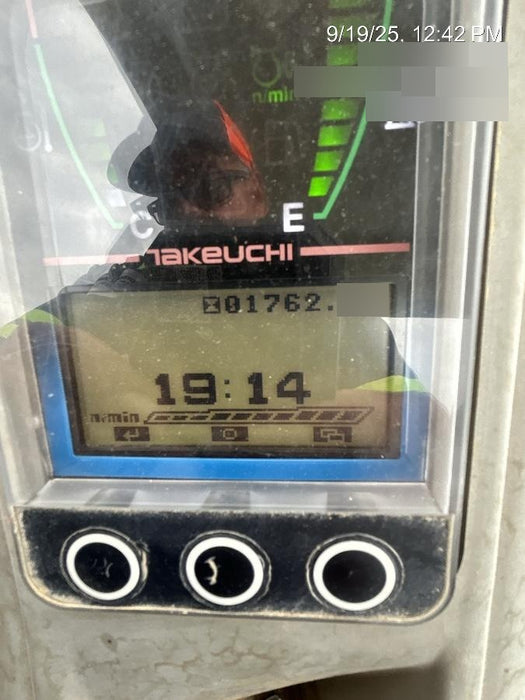 9/19/25, 12:42 PM
n/min
E
C
TAKEUCHI
01762.
19:14
n/min